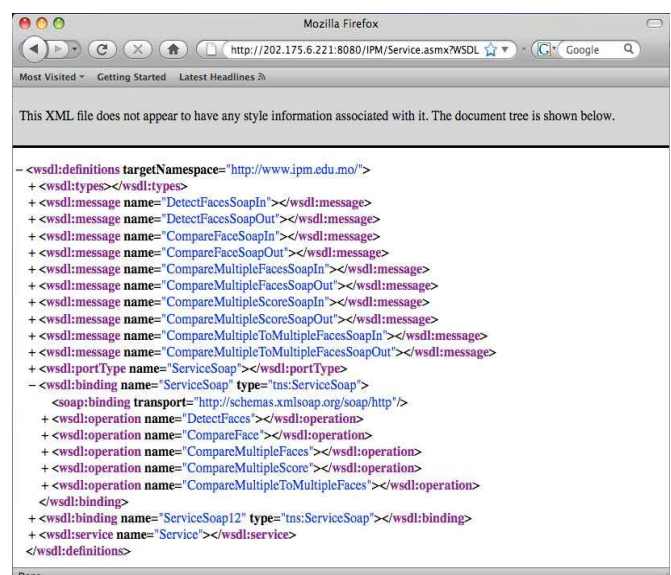 Mozilla Firefox
http://202.175.6.221:8080/IPM/Service.asmx?WSDL
G Google
Most Visited Getting Started Latest Headlines
This XML file does not appear to have any style information associated with it. The document tree is shown below.
− <wsdl:definitions targetNamespace="http://www.ipm.edu.mo/">
+ <wsdl:types></wsdl:types>
+ <wsdl:message name="DetectFacesSoapIn"></wsdl:message>
+ <wsdl:message name="DetectFacesSoapOut"></wsdl:message>
+ <wsdl:message name="CompareFaceSoapIn"></wsdl:message>
+ <wsdl:message name="CompareFaceSoapOut"></wsdl:message>
+ <wsdl:message name="CompareMultipleFacesSoapIn"></wsdl:message>
+ <wsdl:message name="CompareMultipleFacesSoapOut"></wsdl:message>
+ <wsdl:message name="CompareMultipleScoreSoapIn"></wsdl:message>
+ <wsdl:message name="CompareMultipleScoreSoapOut"></wsdl:message>
+ <wsdl:message name="CompareMultipleToMultipleFacesSoapIn"></wsdl:message>
+ <wsdl:message name="CompareMultipleToMultipleFacesSoapOut"></wsdl:message>
+ <wsdl:portType name="ServiceSoap"></wsdl:portType>
− <wsdl:binding name="ServiceSoap" type="tns:ServiceSoap">
<soap:binding transport="http://schemas.xmlsoap.org/soap/http"/>
+ <wsdl:operation name="DetectFaces"></wsdl:operation>
+ <wsdl:operation name="CompareFace"></wsdl:operation>
+ <wsdl:operation name="CompareMultipleFaces"></wsdl:operation>
+ <wsdl:operation name="CompareMultipleScore"></wsdl:operation>
+ <wsdl:operation name="CompareMultipleToMultipleFaces"></wsdl:operation>
</wsdl:binding>
+ <wsdl:binding name="ServiceSoap12" type="tns:ServiceSoap"></wsdl:binding>
+ <wsdl:service name="Service"></wsdl:service>
</wsdl:definitions>